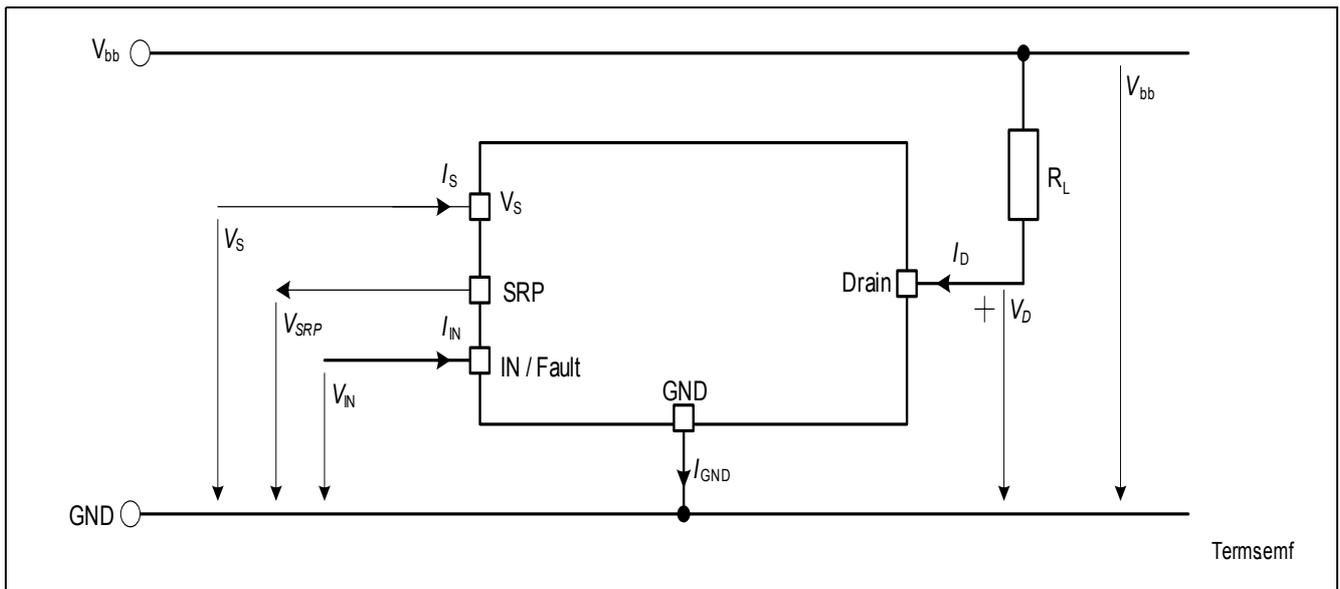 Vbb
Vbb
IS
VS
VS
RL
ID
Drain
SRP
+ VD
VSRP
IIN
IN / Fault
VIN
GND
IGND
GND
Termsemf